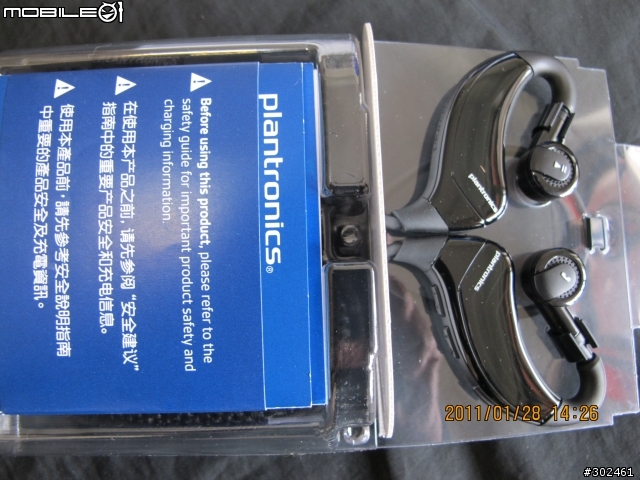 MOBILE01
plantronics®
Before using this product, please refer to the
safety guide for important product safety and
charging information.
在使用本产品之前，请先参阅“安全建议”
指南中的重要产品安全和充电信息。
使用本產品前，請先參考安全說明指南
中重要的產品安全及充電資訊。
plantronics
plantronics
2011/01/28 14:26
#302461